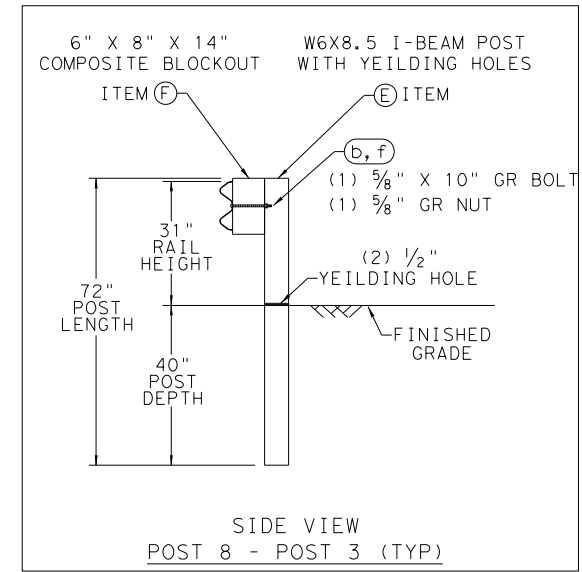 6" X 8" X 14"
COMPOSITE BLOCKOUT
ITEM F
W6X8.5 I-BEAM POST
WITH YEILDING HOLES
E ITEM
b, f
(1) 5/8" X 10" GR BOLT
(1) 5/8" GR NUT
31"
RAIL
HEIGHT
(2) 1/2"
YEILDING HOLE
72"
POST
LENGTH
FINISHED
GRADE
40"
POST
DEPTH
SIDE VIEW
POST 8 - POST 3 (TYP)